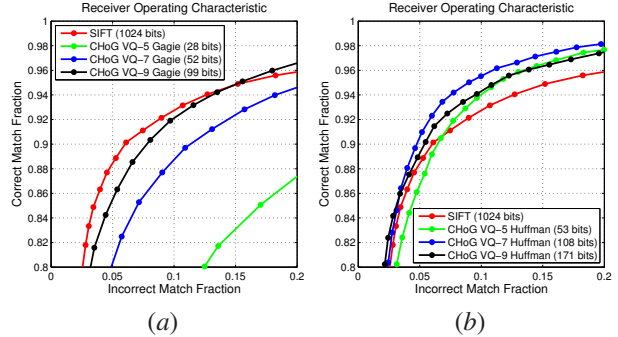 Receiver Operating Characteristic
Correct Match Fraction
0.98
0.96
0.94
0.92
0.9
0.88
0.86
0.84
0.82
0.8
SIFT (1024 bits)
CHoG VQ-5 Gagie (28 bits)
CHoG VQ-7 Gagie (52 bits)
CHoG VQ-9 Gagie (99 bits)
0 0.05 0.1 0.15 0.2
Incorrect Match Fraction
(a)
Receiver Operating Characteristic
Correct Match Fraction
0.98
0.96
0.94
0.92
0.9
0.88
0.86
0.84
0.82
0.8
SIFT (1024 bits)
CHoG VQ-5 Huffman (53 bits)
CHoG VQ-7 Huffman (108 bits)
CHoG VQ-9 Huffman (171 bits)
0 0.05 0.1 0.15 0.2
Incorrect Match Fraction
(b)